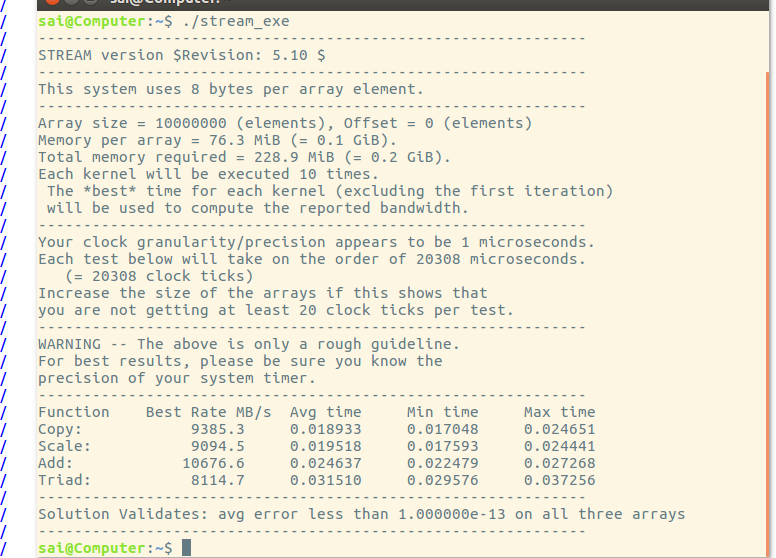 sai@Computer:~
sai@Computer:~$ ./stream_exe
-------------------------------------------------------------
STREAM version $Revision: 5.10 $
-------------------------------------------------------------
This system uses 8 bytes per array element.
-------------------------------------------------------------
Array size = 10000000 (elements), Offset = 0 (elements)
Memory per array = 76.3 MiB (= 0.1 GiB).
Total memory required = 228.9 MiB (= 0.2 GiB).
Each kernel will be executed 10 times.
 The *best* time for each kernel (excluding the first iteration)
 will be used to compute the reported bandwidth.
-------------------------------------------------------------
Your clock granularity/precision appears to be 1 microseconds.
Each test below will take on the order of 20308 microseconds.
   (= 20308 clock ticks)
Increase the size of the arrays if this shows that
you are not getting at least 20 clock ticks per test.
-------------------------------------------------------------
WARNING -- The above is only a rough guideline.
For best results, please be sure you know the
precision of your system timer.
-------------------------------------------------------------
Function    Best Rate MB/s  Avg time     Min time     Max time
Copy:            9385.3     0.018933     0.017048     0.024651
Scale:           9094.5     0.019518     0.017593     0.024441
Add:            10676.6     0.024637     0.022479     0.027268
Triad:           8114.7     0.031510     0.029576     0.037256
-------------------------------------------------------------
Solution Validates: avg error less than 1.000000e-13 on all three arrays
-------------------------------------------------------------
sai@Computer:~$